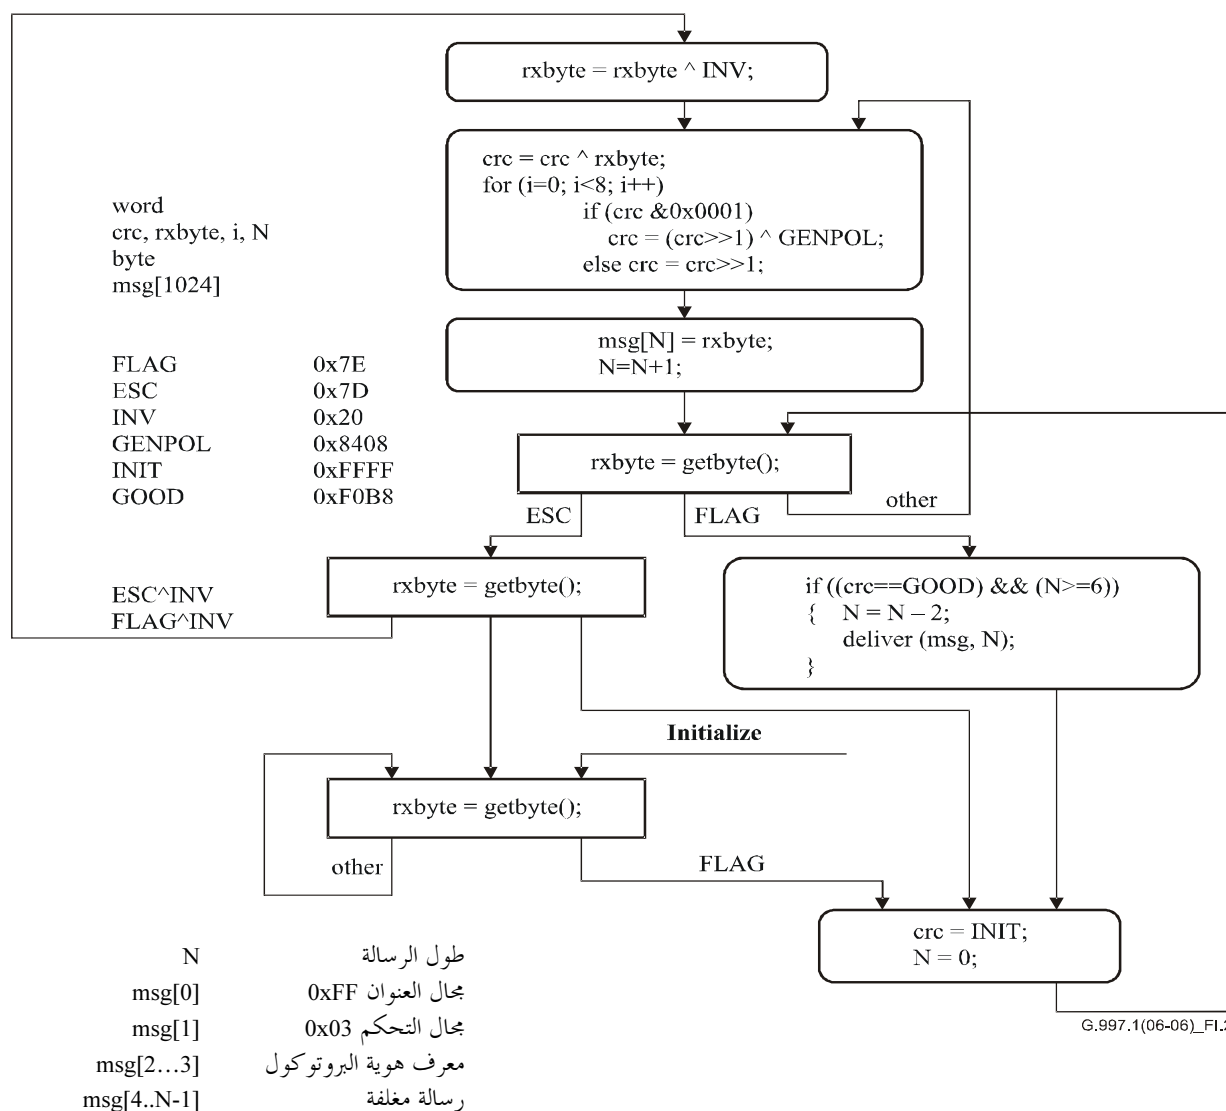 rxbyte = rxbyte ^ INV;
crc = crc ^ rxbyte;
for (i=0; i<8; i++)
if (crc &0x0001)
crc = (crc>>1) ^ GENPOL;
else crc = crc>>1;
word
crc, rxbyte, i, N
byte
msg[1024]
msg[N] = rxbyte;
N=N+1;
FLAG 0x7E
ESC 0x7D
INV 0x20
GENPOL 0x8408
INIT 0xFFFF
GOOD 0xF0B8
rxbyte = getbyte();
ESC
FLAG
other
rxbyte = getbyte();
ESC^INV
FLAG^INV
if ((crc==GOOD) && (N>=6))
{ N = N – 2;
deliver (msg, N);
}
Initialize
rxbyte = getbyte();
other
FLAG
crc = INIT;
N = 0;
G.997.1(06-06)_FI.2
طول الرسالة N
مجال العنوان 0xFF msg[0]
مجال التحكم 0x03 msg[1]
معرف هوية البروتوكول msg[2…3]
رسالة مغلفة msg[4..N-1]